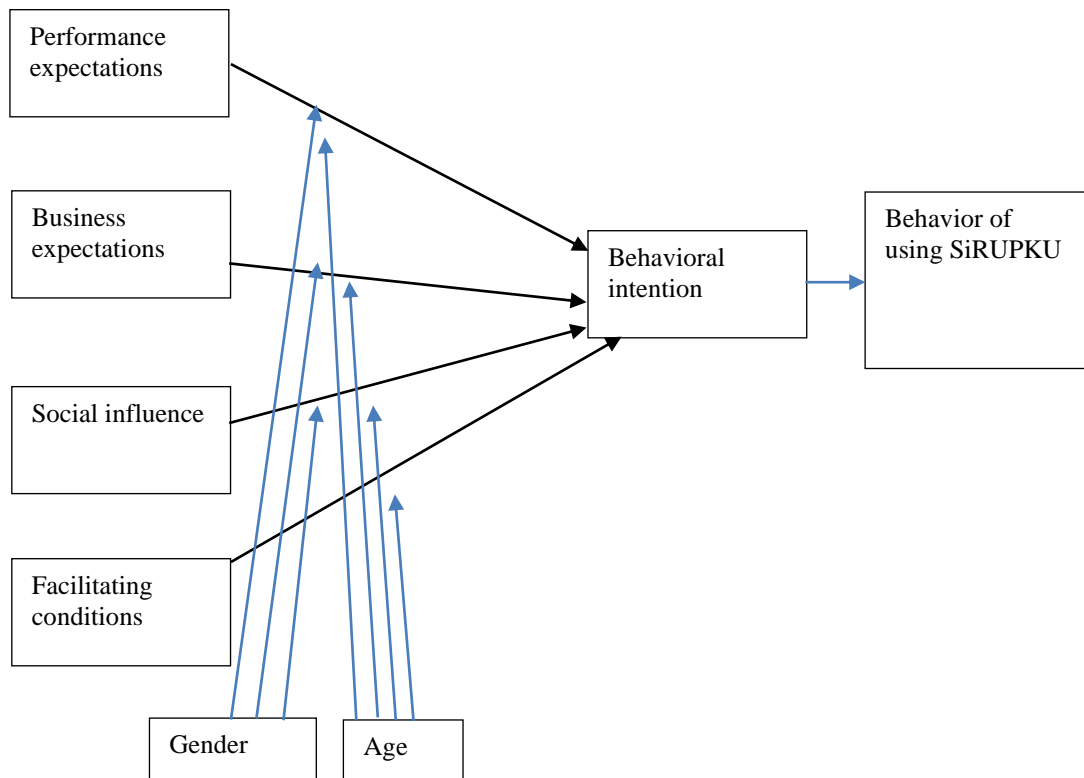 Performance
expectations
Business
expectations
Social influence
Facilitating
conditions
Behavioral
intention
Behavior of
using SiRUPKU
Gender
Age